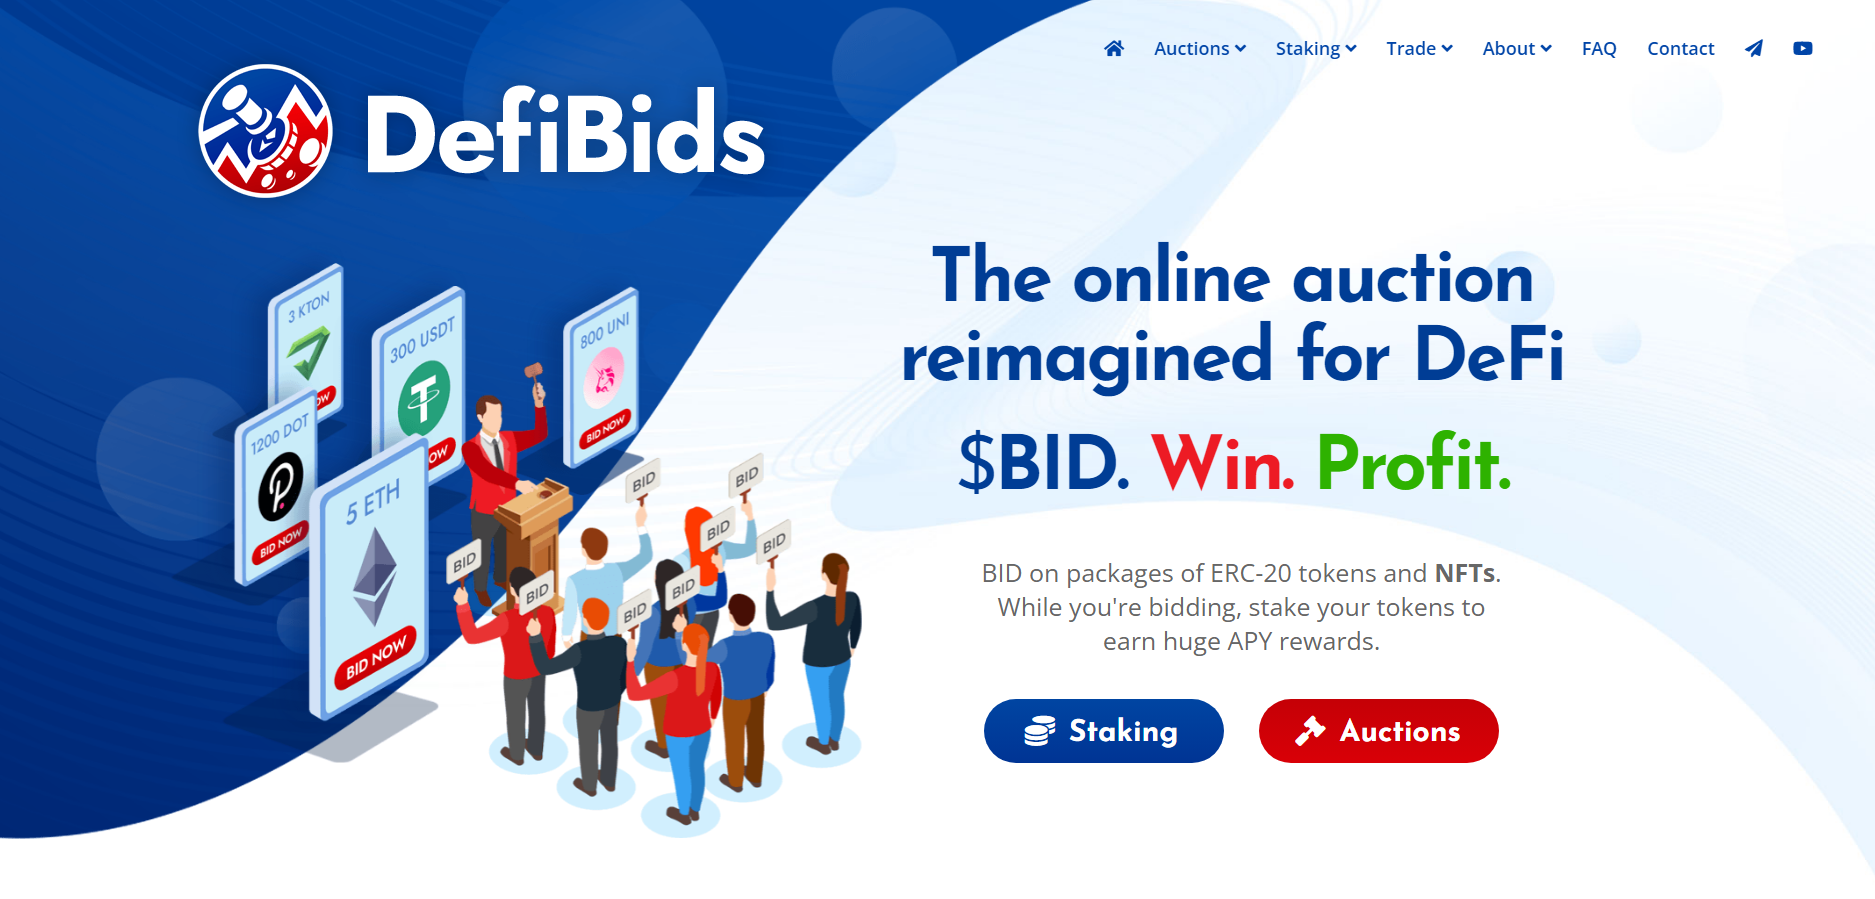 Auctions Staking Trade About FAQ Contact
DefiBids
The online auction
reimagined for DeFi
$BID. Win. Profit.
BID on packages of ERC-20 tokens and NFTs.
While you're bidding, stake your tokens to
earn huge APY rewards.
Staking Auctions
3 KTON
OW
300 USDT
OW
800 UNI
BID NOW
1200 DOT
BID NOW
5 ETH
BID NOW
BID
BID
BID
BID
BID
BID
BID
BID